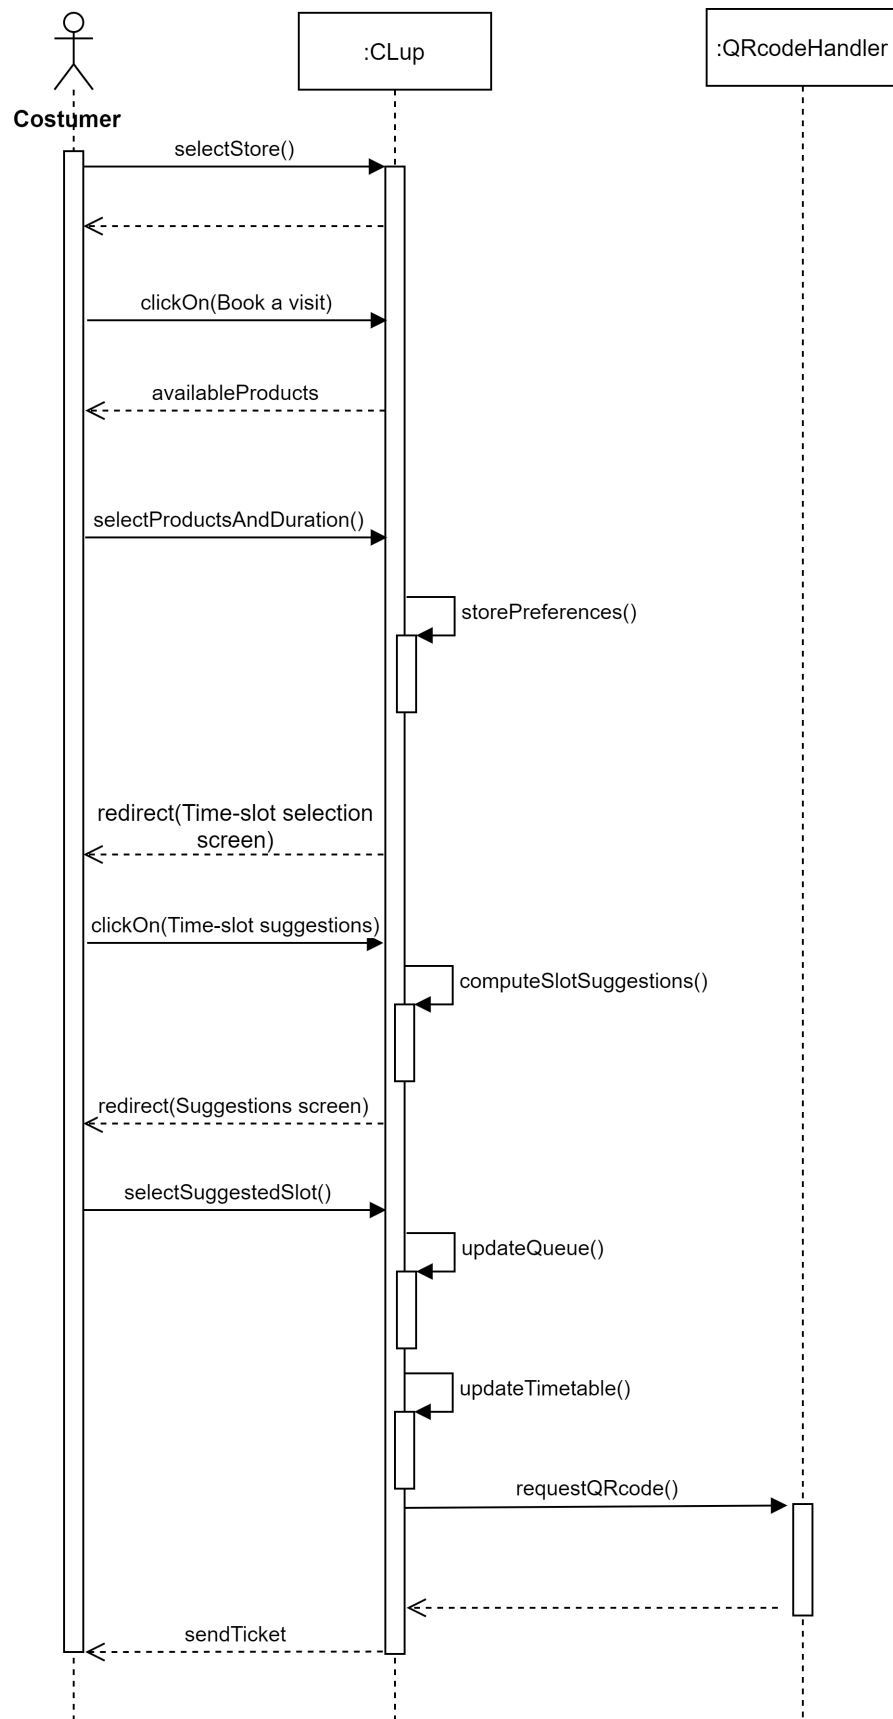 :CLup
:QRcodeHandler
Costumer
selectStore()
clickOn(Book a visit)
availableProducts
selectProductsAndDuration()
storePreferences()
redirect(Time-slot selection
screen)
clickOn(Time-slot suggestions)
computeSlotSuggestions()
redirect(Suggestions screen)
selectSuggestedSlot()
updateQueue()
updateTimetable()
requestQRcode()
sendTicket